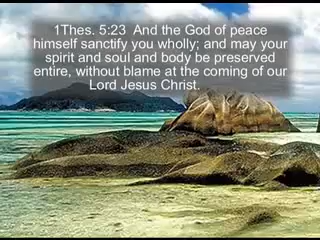 1Thes. 5:23  And the God of peace
himself sanctify you wholly; and may your
spirit and soul and body be preserved
entire, without blame at the coming of our
Lord Jesus Christ.